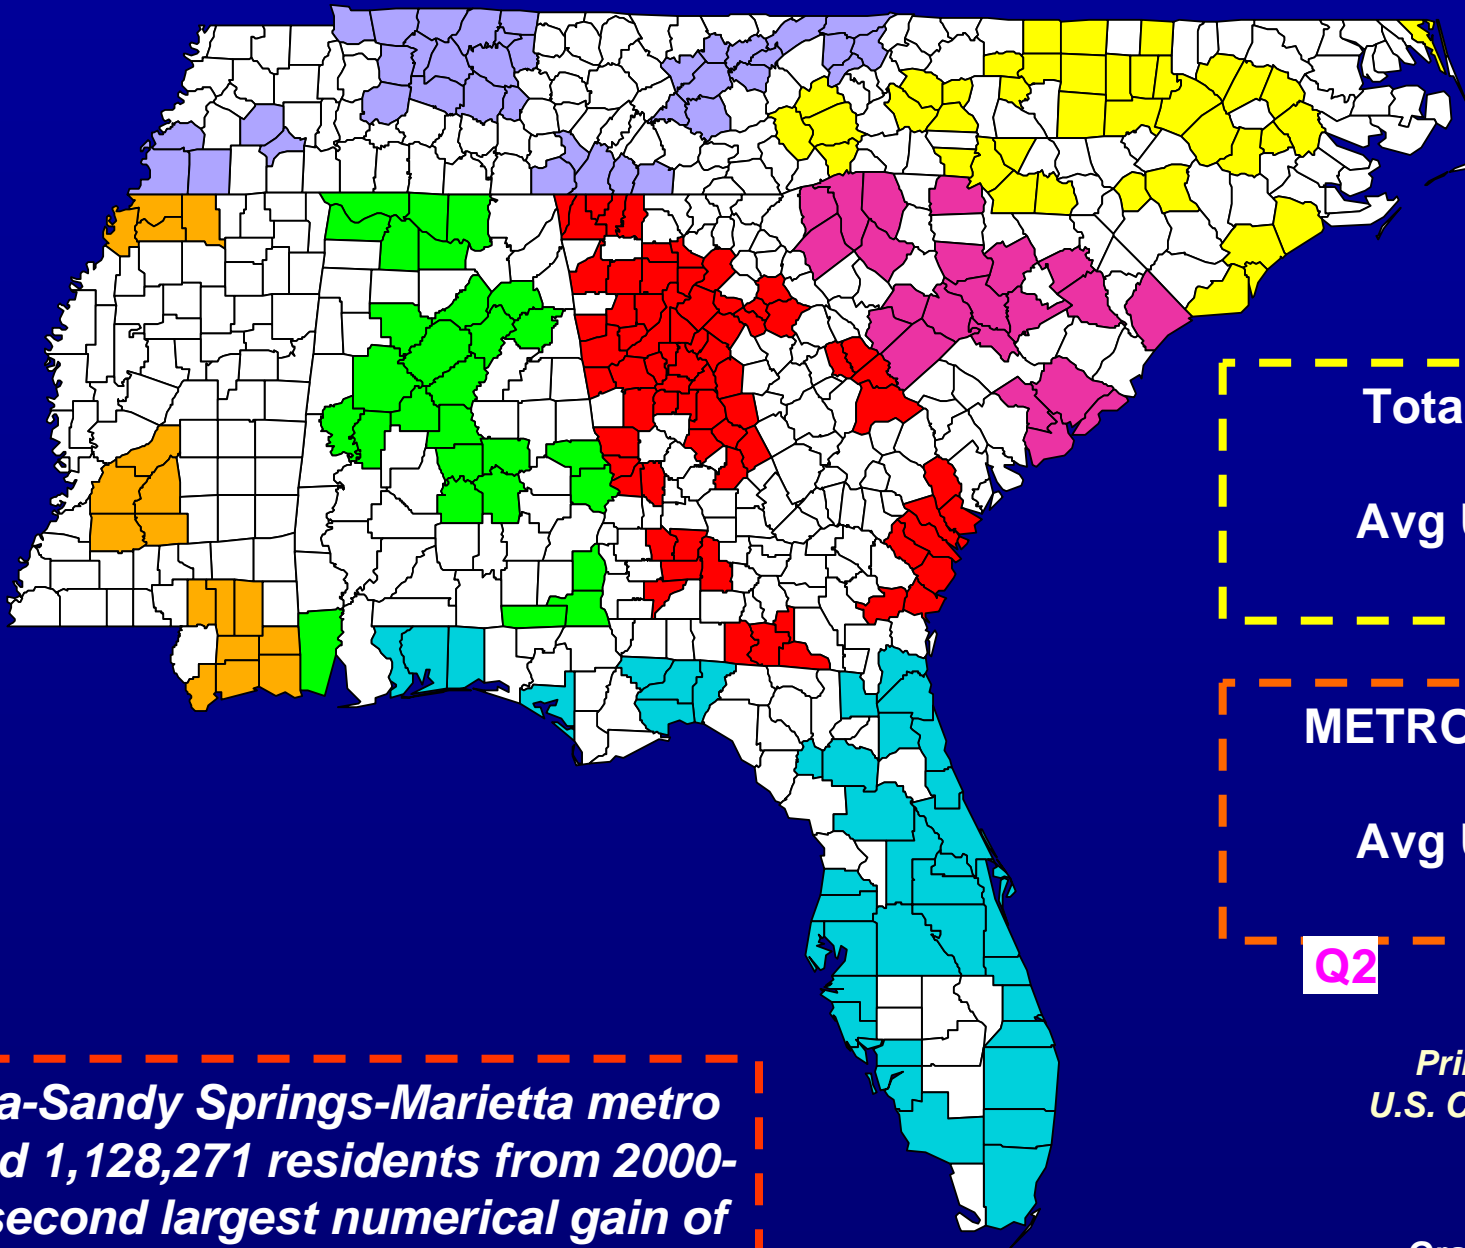 Tota
Avg U
METRO
Avg U
Q2
Pri
U.S. C
a-Sandy Springs-Marietta metro
d 1,128,271 residents from 2000-
second largest numerical gain of